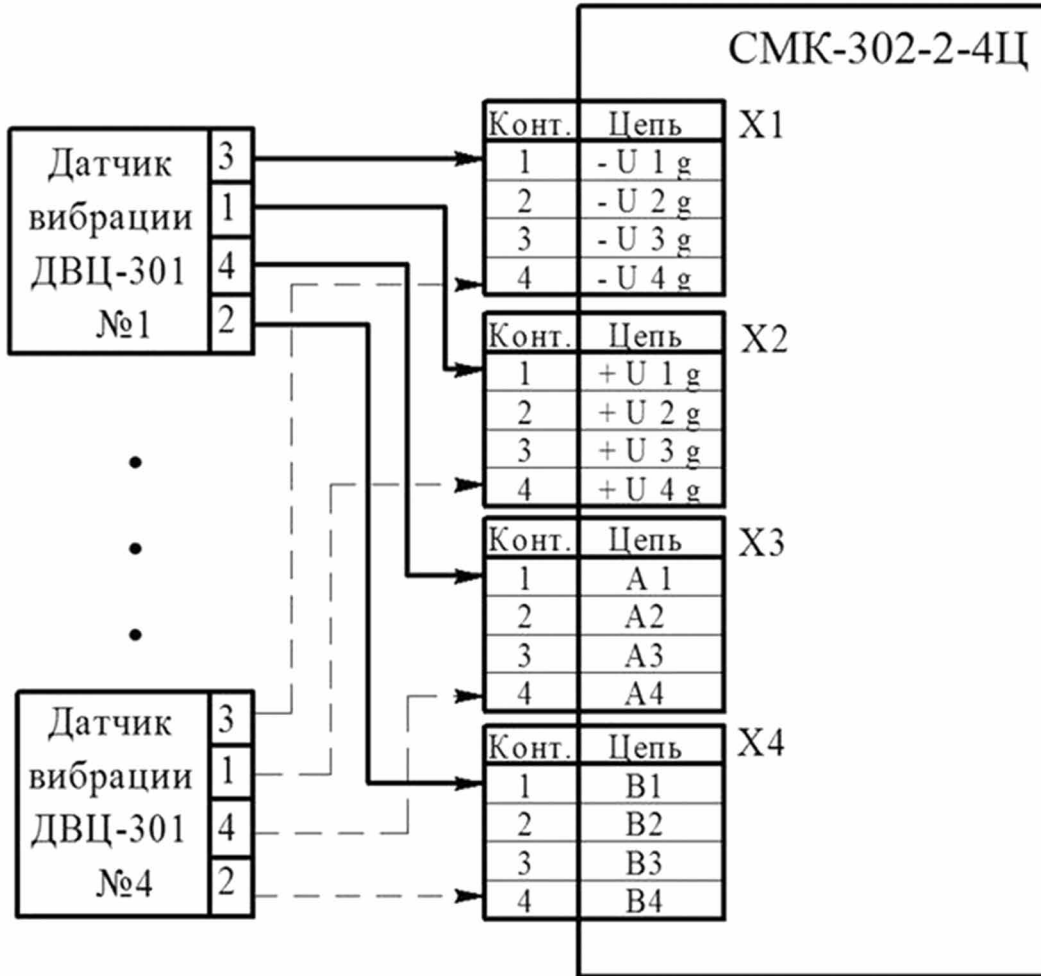 СМК-302-2-4Ц
Датчик
вибрации
ДВЦ-301
№1
3
1
4
2
Конт. Цепь X1
1 - U 1 g
2 - U 2 g
3 - U 3 g
4 - U 4 g
Конт. Цепь X2
1 + U 1 g
2 + U 2 g
3 + U 3 g
4 + U 4 g
Конт. Цепь X3
1 A 1
2 A2
3 A3
4 A4
Датчик
вибрации
ДВЦ-301
№4
3
1
4
2
Конт. Цепь X4
1 B1
2 B2
3 B3
4 B4